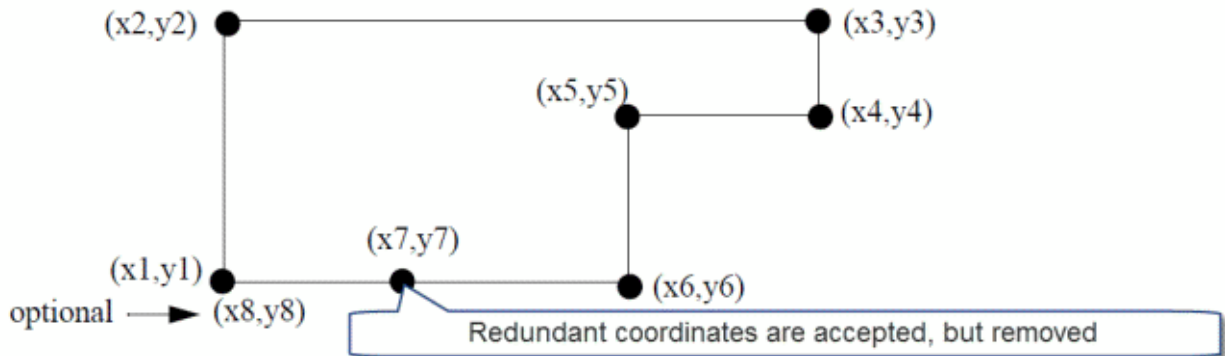 (x2,y2)
(x3,y3)
(x5,y5)
(x4,y4)
(x7,y7)
(x1,y1)
(x6,y6)
optional
(x8,y8)
Redundant coordinates are accepted, but removed